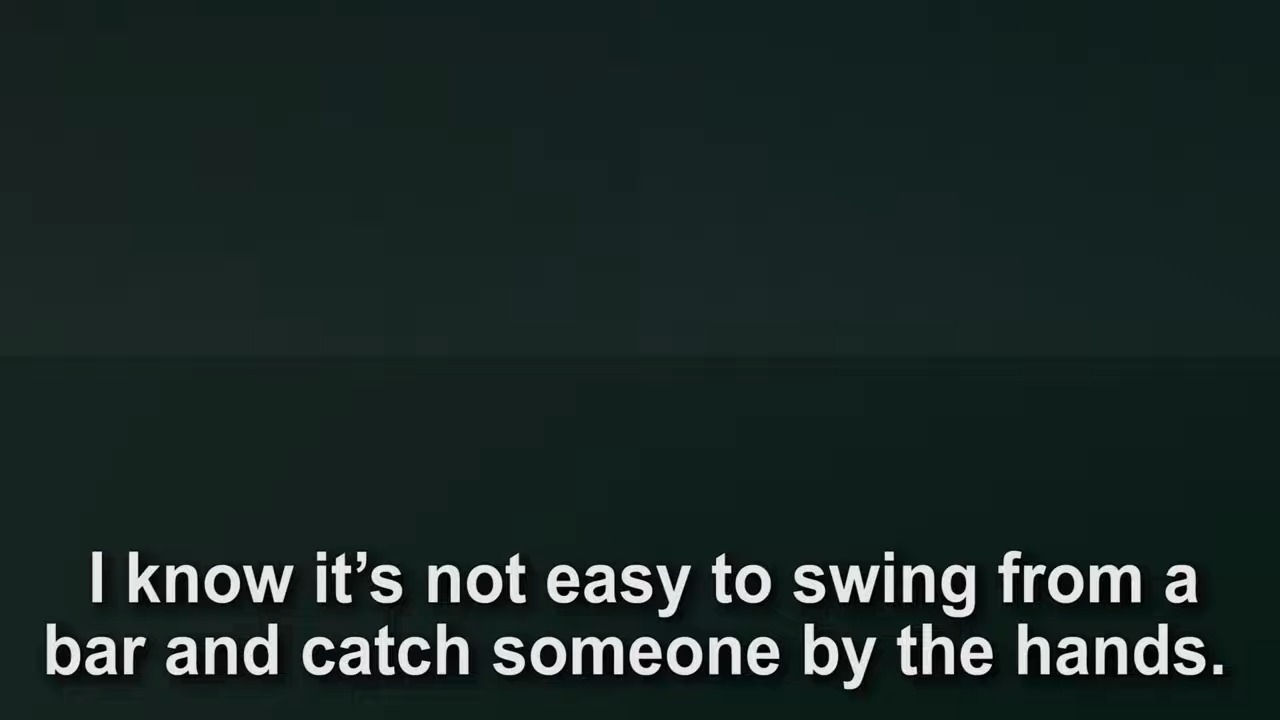 I know it’s not easy to swing from a
bar and catch someone by the hands.